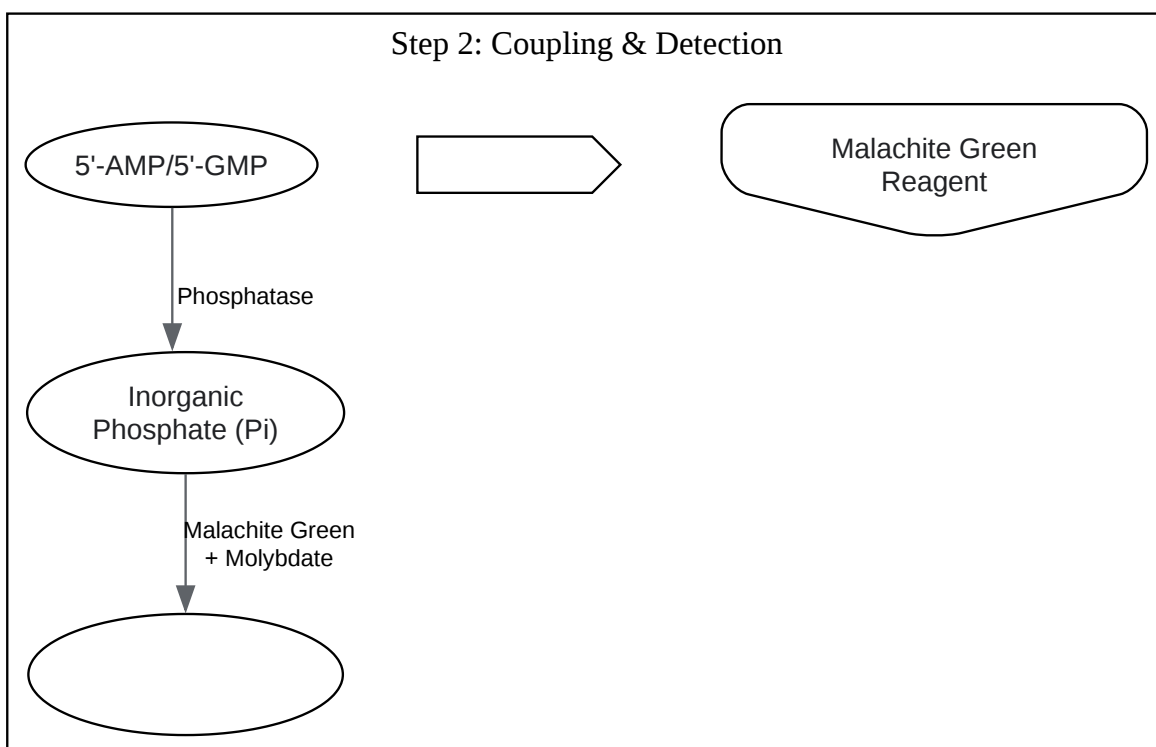 Step 2: Coupling & Detection
5'-AMP/5'-GMP
Malachite Green
Reagent
Phosphatase
Inorganic
Phosphate (Pi)
Malachite Green
+ Molybdate